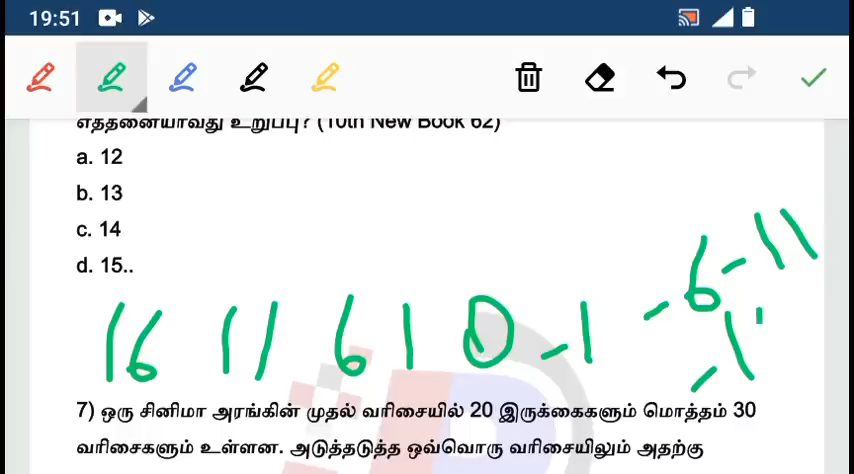 19:51
எத்தனையாவது உறுப்பு? (10th New Book 62)
a. 12
b. 13
c. 14
d. 15..
16 11 6 1 0 -1 -6 -11
-1
7) ஒரு சினிமா அரங்கின் முதல் வரிசையில் 20 இருக்கைகளும் மொத்தம் 30
வரிசைகளும் உள்ளன. அடுத்தடுத்த ஒவ்வொரு வரிசையிலும் அதற்கு